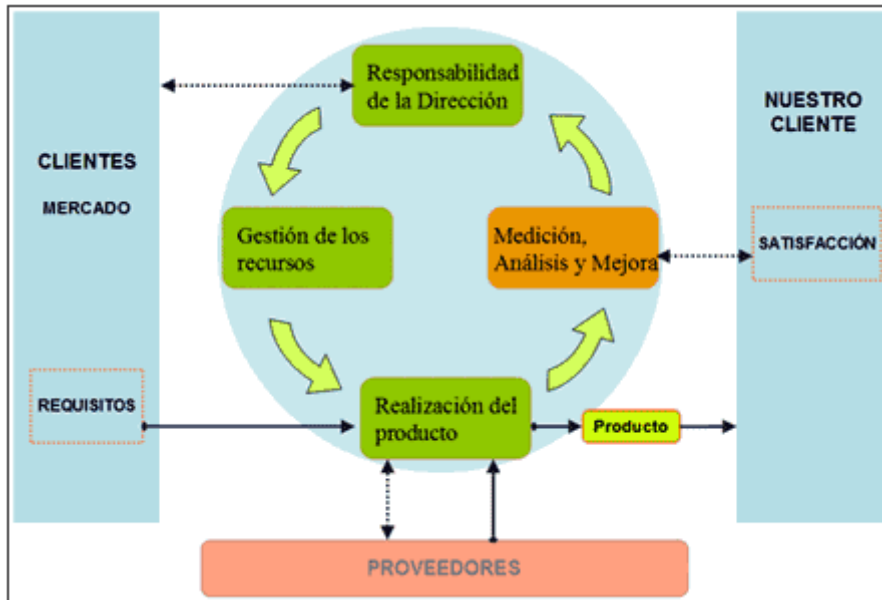 Responsabilidad
de la Dirección
NUESTRO
CLIENTE
CLIENTES
MERCADO
Gestión de los
recursos
Medición,
Análisis y Mejora
SATISFACCIÓN
REQUISITOS
Realización del
producto
Producto
PROVEEDORES